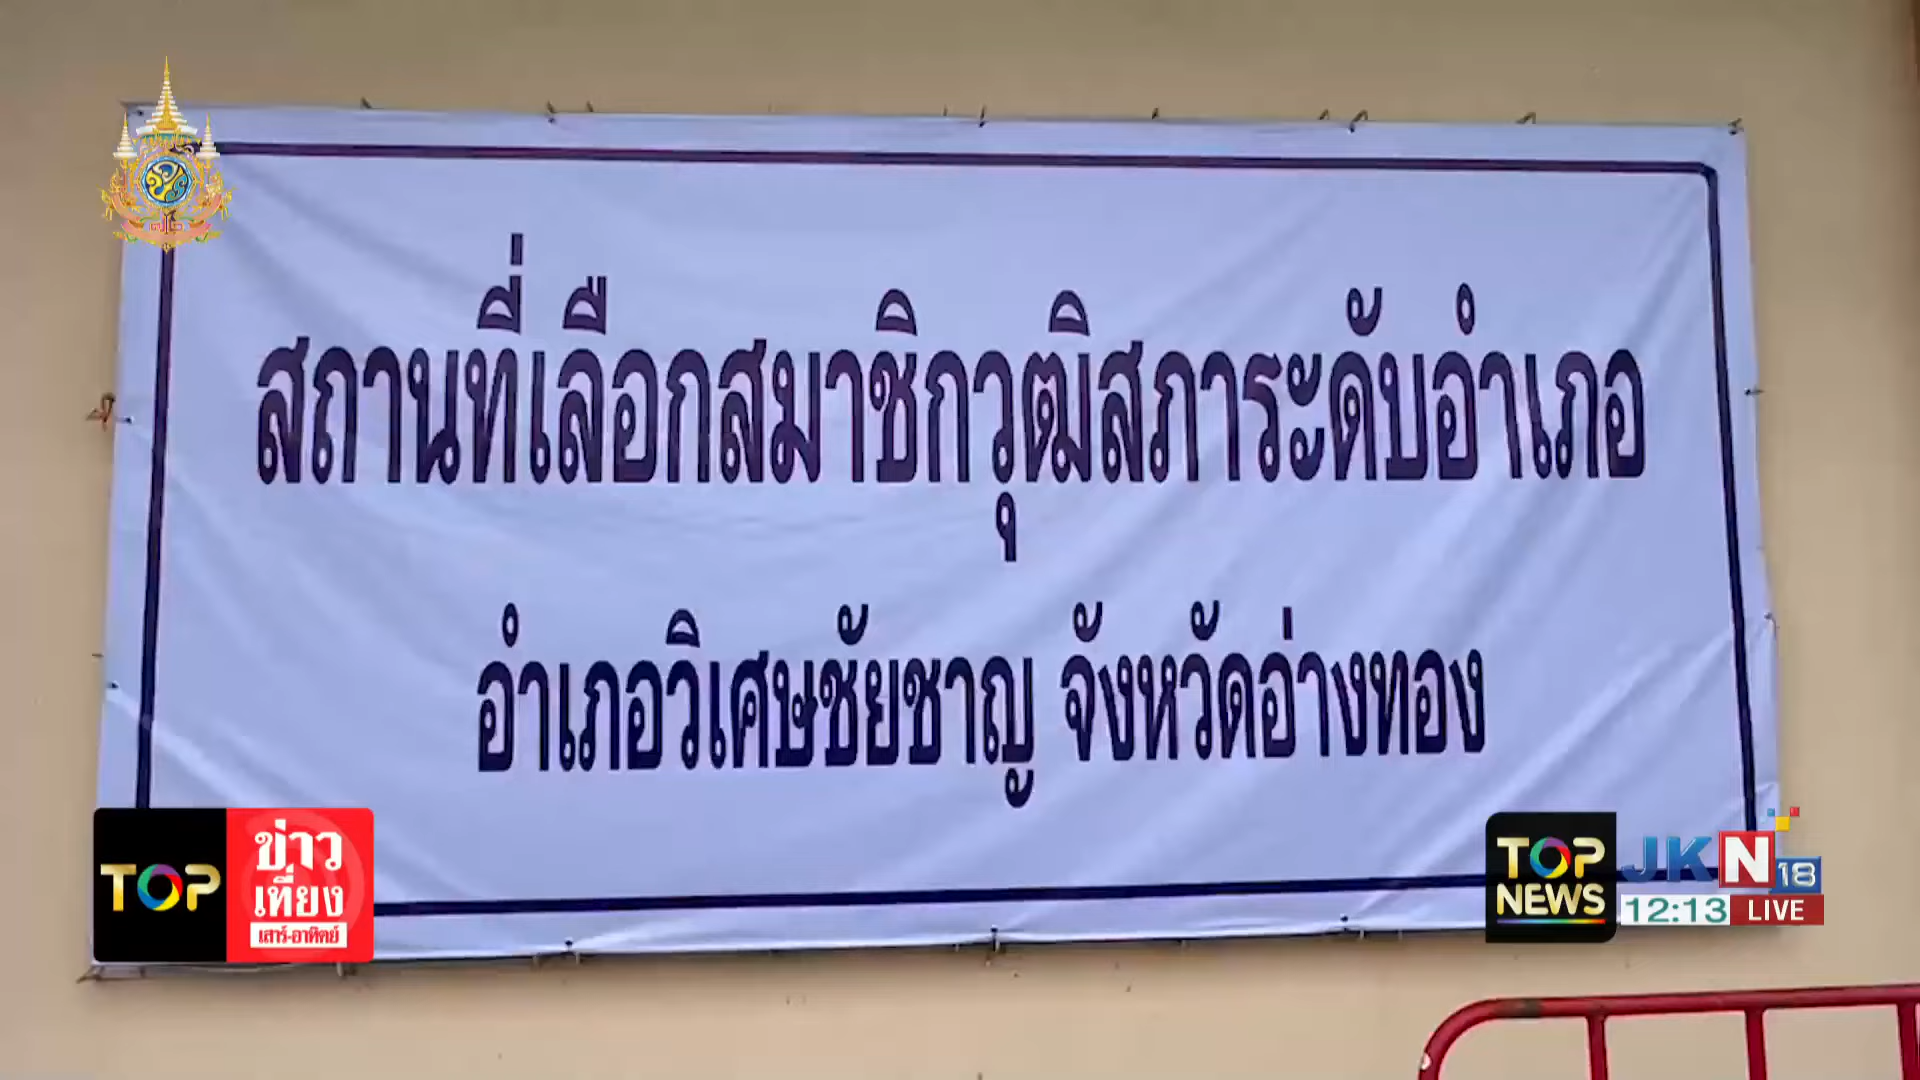 สถานที่เลือกสมาชิกวุฒิสภาระดับอำเภอ
อำเภอวิเศษชัยชาญ จังหวัดอ่างทอง
TOP
ข่าว
เที่ยง
เสาร์-อาทิตย์
TOP
NEWS
JKN18
12:13 LIVE
๗๒